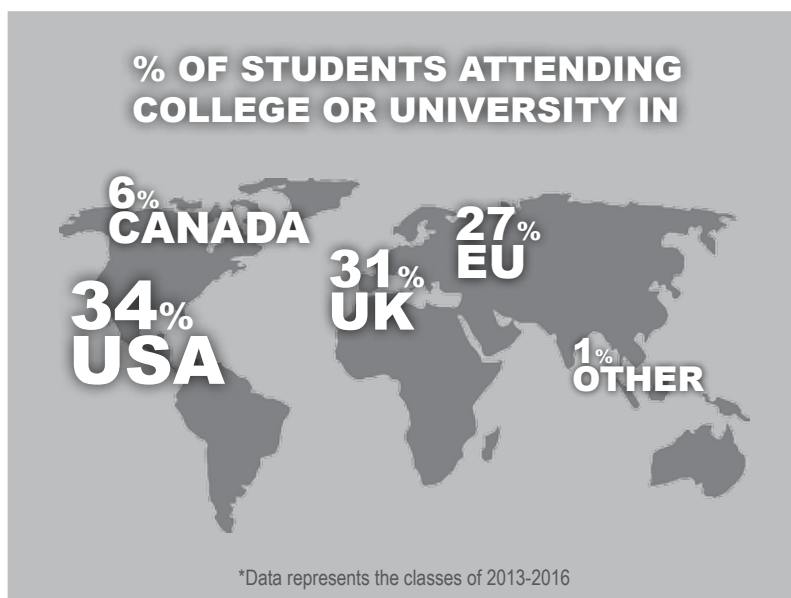 % OF STUDENTS ATTENDING
COLLEGE OR UNIVERSITY IN
6%
CANADA
27%
EU
31%
UK
34%
USA
1%
OTHER
*Data represents the classes of 2013-2016